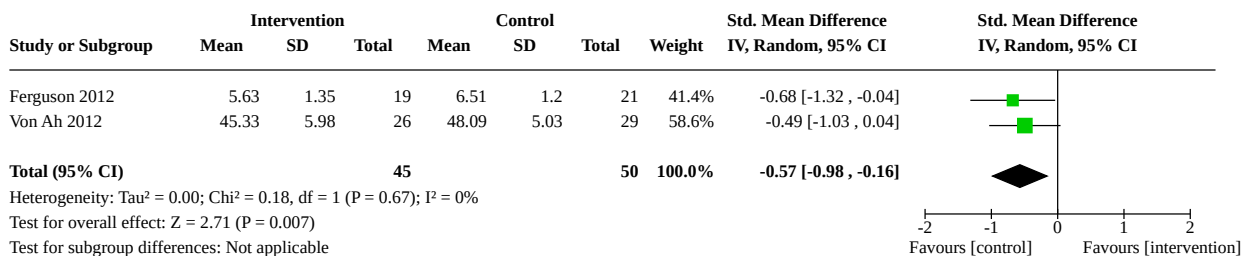 Intervention Control Std. Mean Difference Std. Mean Difference
Study or Subgroup Mean SD Total Mean SD Total Weight IV, Random, 95% CI IV, Random, 95% CI
Ferguson 2012 5.63 1.35 19 6.51 1.2 21 41.4% -0.68 [-1.32 , -0.04]
Von Ah 2012 45.33 5.98 26 48.09 5.03 29 58.6% -0.49 [-1.03 , 0.04]
Total (95% CI) 45 50 100.0% -0.57 [-0.98 , -0.16]
Heterogeneity: Tau² = 0.00; Chi² = 0.18, df = 1 (P = 0.67); I² = 0%
Test for overall effect: Z = 2.71 (P = 0.007)
-2 -1 0 1 2
Test for subgroup differences: Not applicable Favours [control] Favours [intervention]